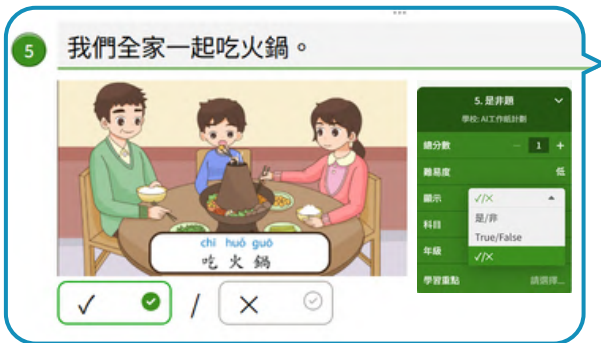 5
我們全家一起吃火鍋。
chī huǒ guō
吃火鍋
✓ / ✕
5. 是非題
學校: AI工作紙計劃
總分數 − 1 +
難易度 低
顯示 ✓/✕
是/非
True/False
✓/✕
科目
年級
學習重點 請選擇...